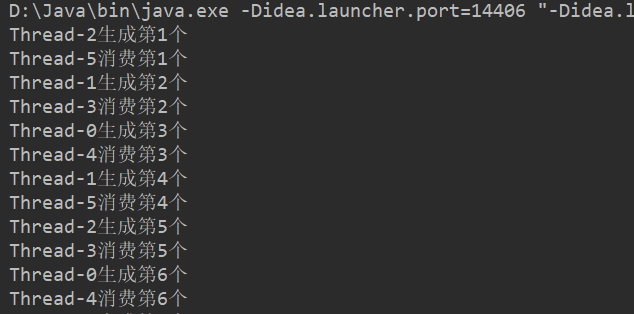 D:\Java\bin\java.exe -Didea.launcher.port=14406 "-Didea.l
Thread-2生成第1个
Thread-5消费第1个
Thread-1生成第2个
Thread-3消费第2个
Thread-0生成第3个
Thread-4消费第3个
Thread-1生成第4个
Thread-5消费第4个
Thread-2生成第5个
Thread-3消费第5个
Thread-0生成第6个
Thread-4消费第6个